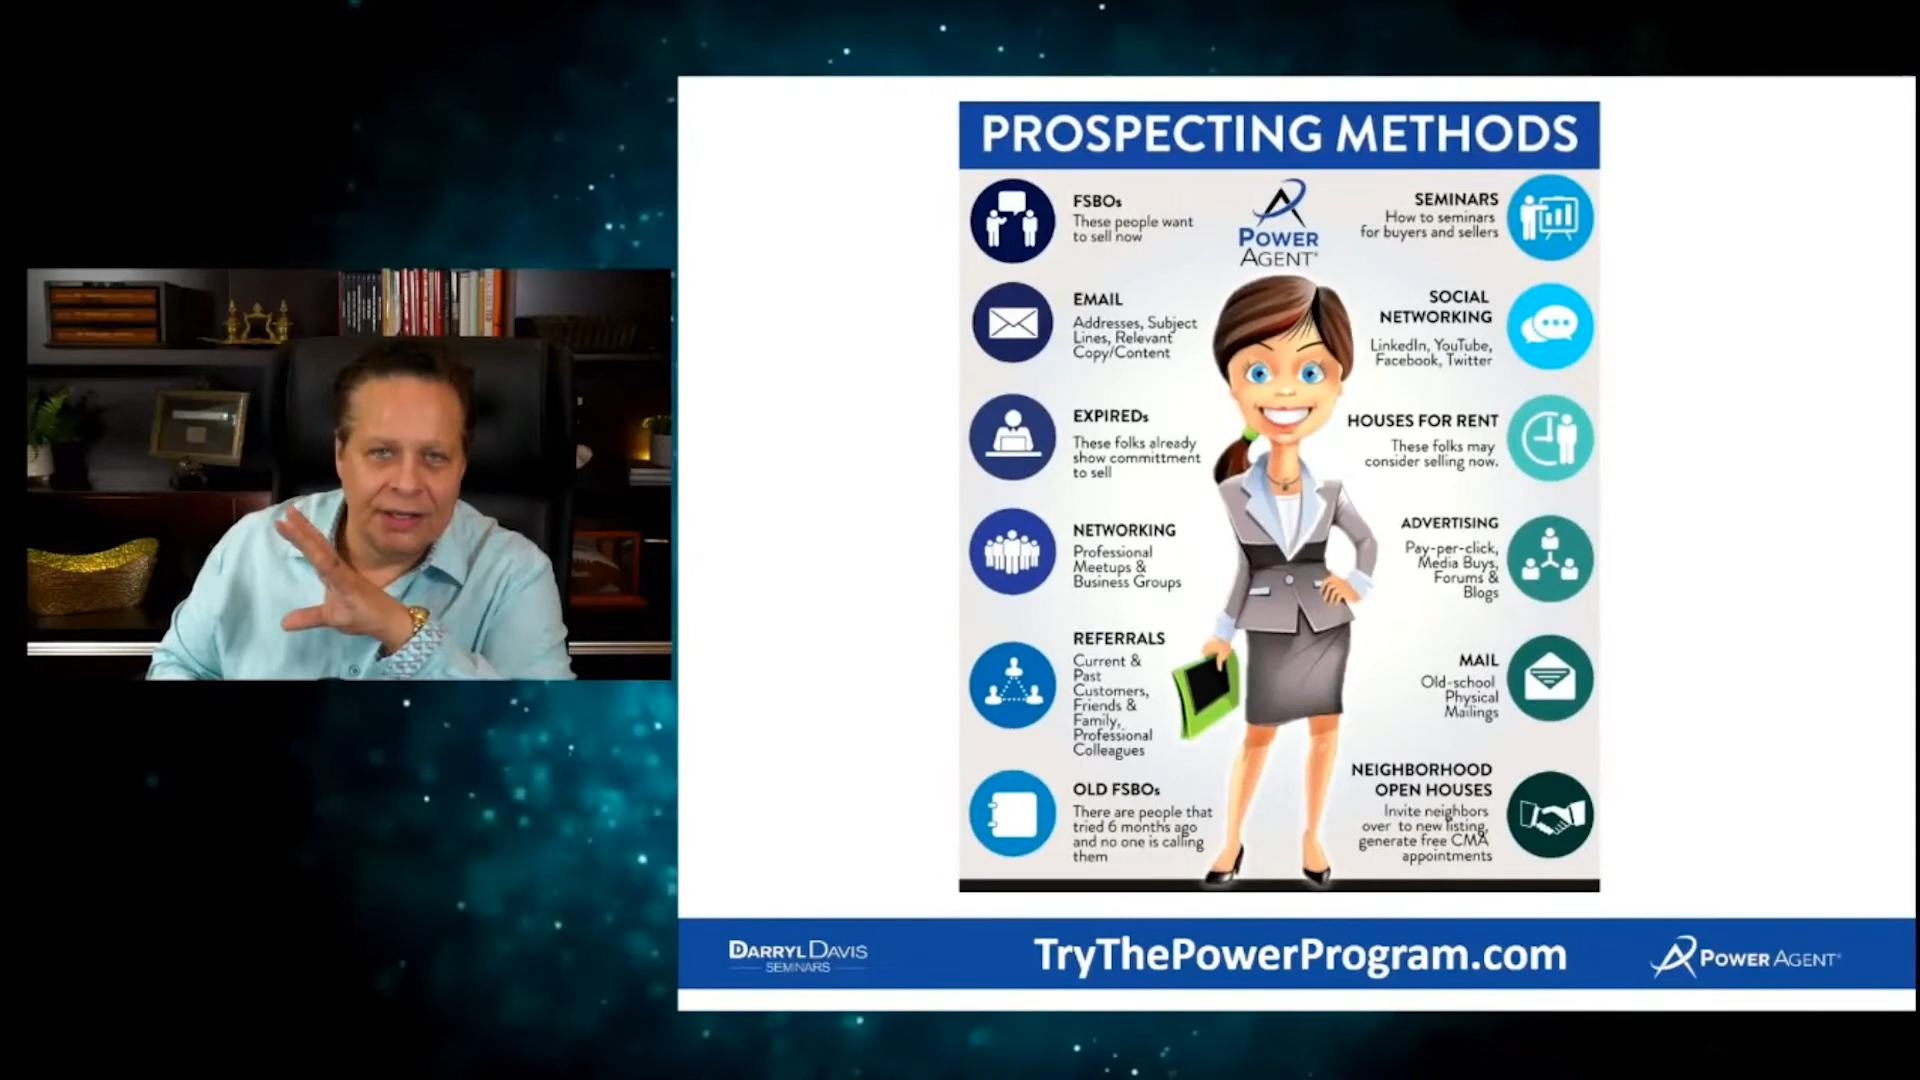 PROSPECTING METHODS
FSBOs
These people want
to sell now
EMAIL
Addresses, Subject
Lines, Relevant
Copy/Content
EXPIREDs
These folks already
show committment
to sell
NETWORKING
Professional
Meetups &
Business Groups
REFERRALS
Current &
Past
Customers,
Friends &
Family,
Professional
Colleagues
OLD FSBOs
There are people that
tried 6 months ago
and no one is calling
them
POWER
AGENT®
SEMINARS
How to seminars
for buyers and sellers
SOCIAL
NETWORKING
LinkedIn, YouTube,
Facebook, Twitter
HOUSES FOR RENT
These folks may
consider selling now.
ADVERTISING
Pay-per-click,
Media Buys,
Forums &
Blogs
MAIL
Old-school
Physical
Mailings
NEIGHBORHOOD
OPEN HOUSES
Invite neighbors
over to new listing,
generate free CMA
appointments
DARRYL DAVIS
SEMINARS
TryThePowerProgram.com
POWER AGENT®